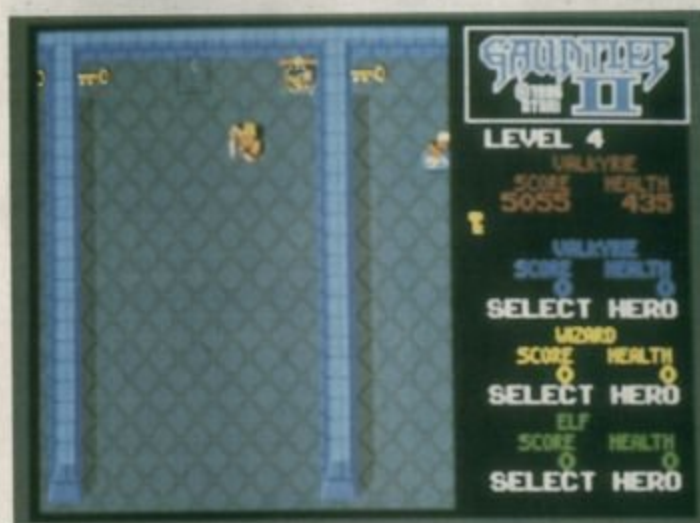 GAUNTLET
II
LEVEL 4
VALKYRIE
SCORE HEALTH
5055 435
VALKYRIE
SCORE HEALTH
0 0
SELECT HERO
WIZARD
SCORE HEALTH
0 0
SELECT HERO
ELF
SCORE HEALTH
0 0
SELECT HERO